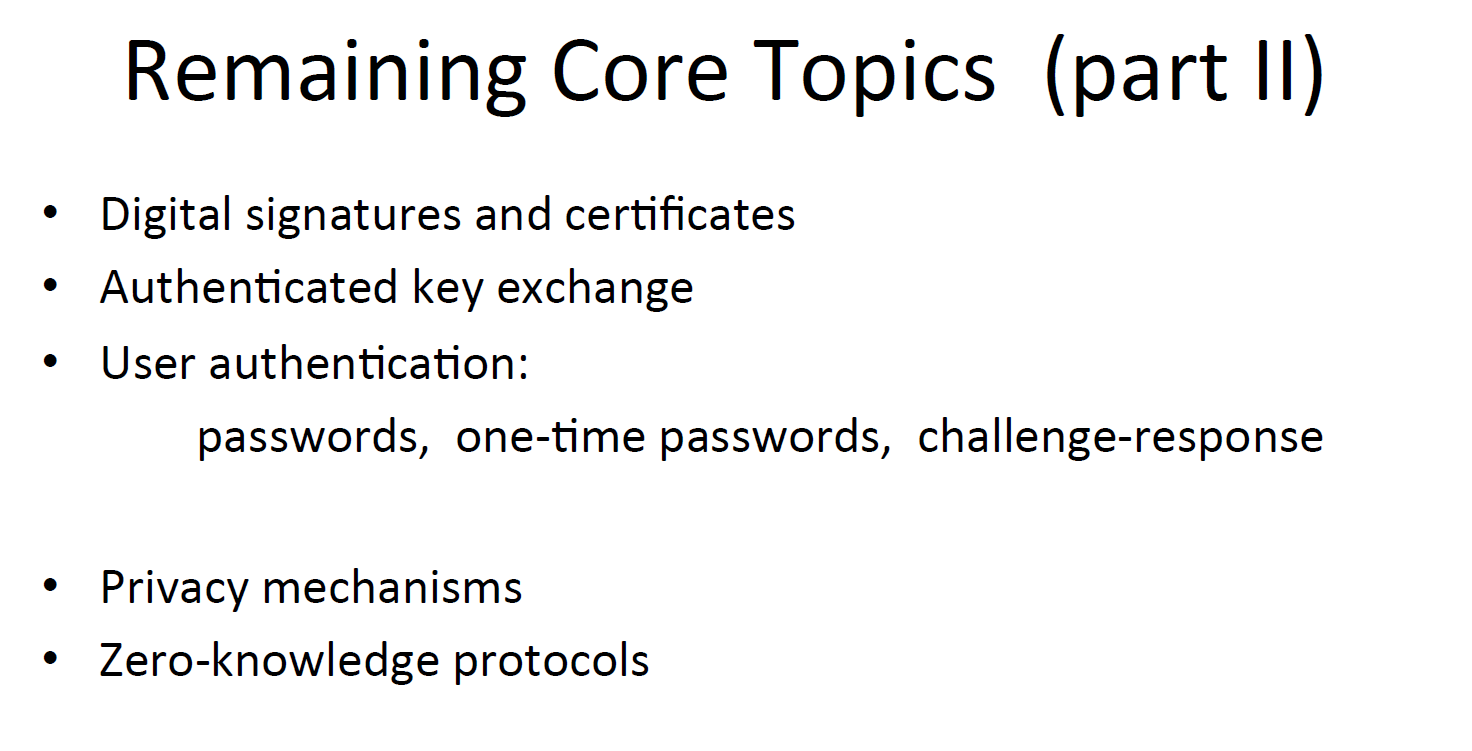 Remaining Core Topics (part II)
• Digital signatures and certificates
• Authenticated key exchange
• User authentication:
passwords, one-time passwords, challenge-response
• Privacy mechanisms
• Zero-knowledge protocols